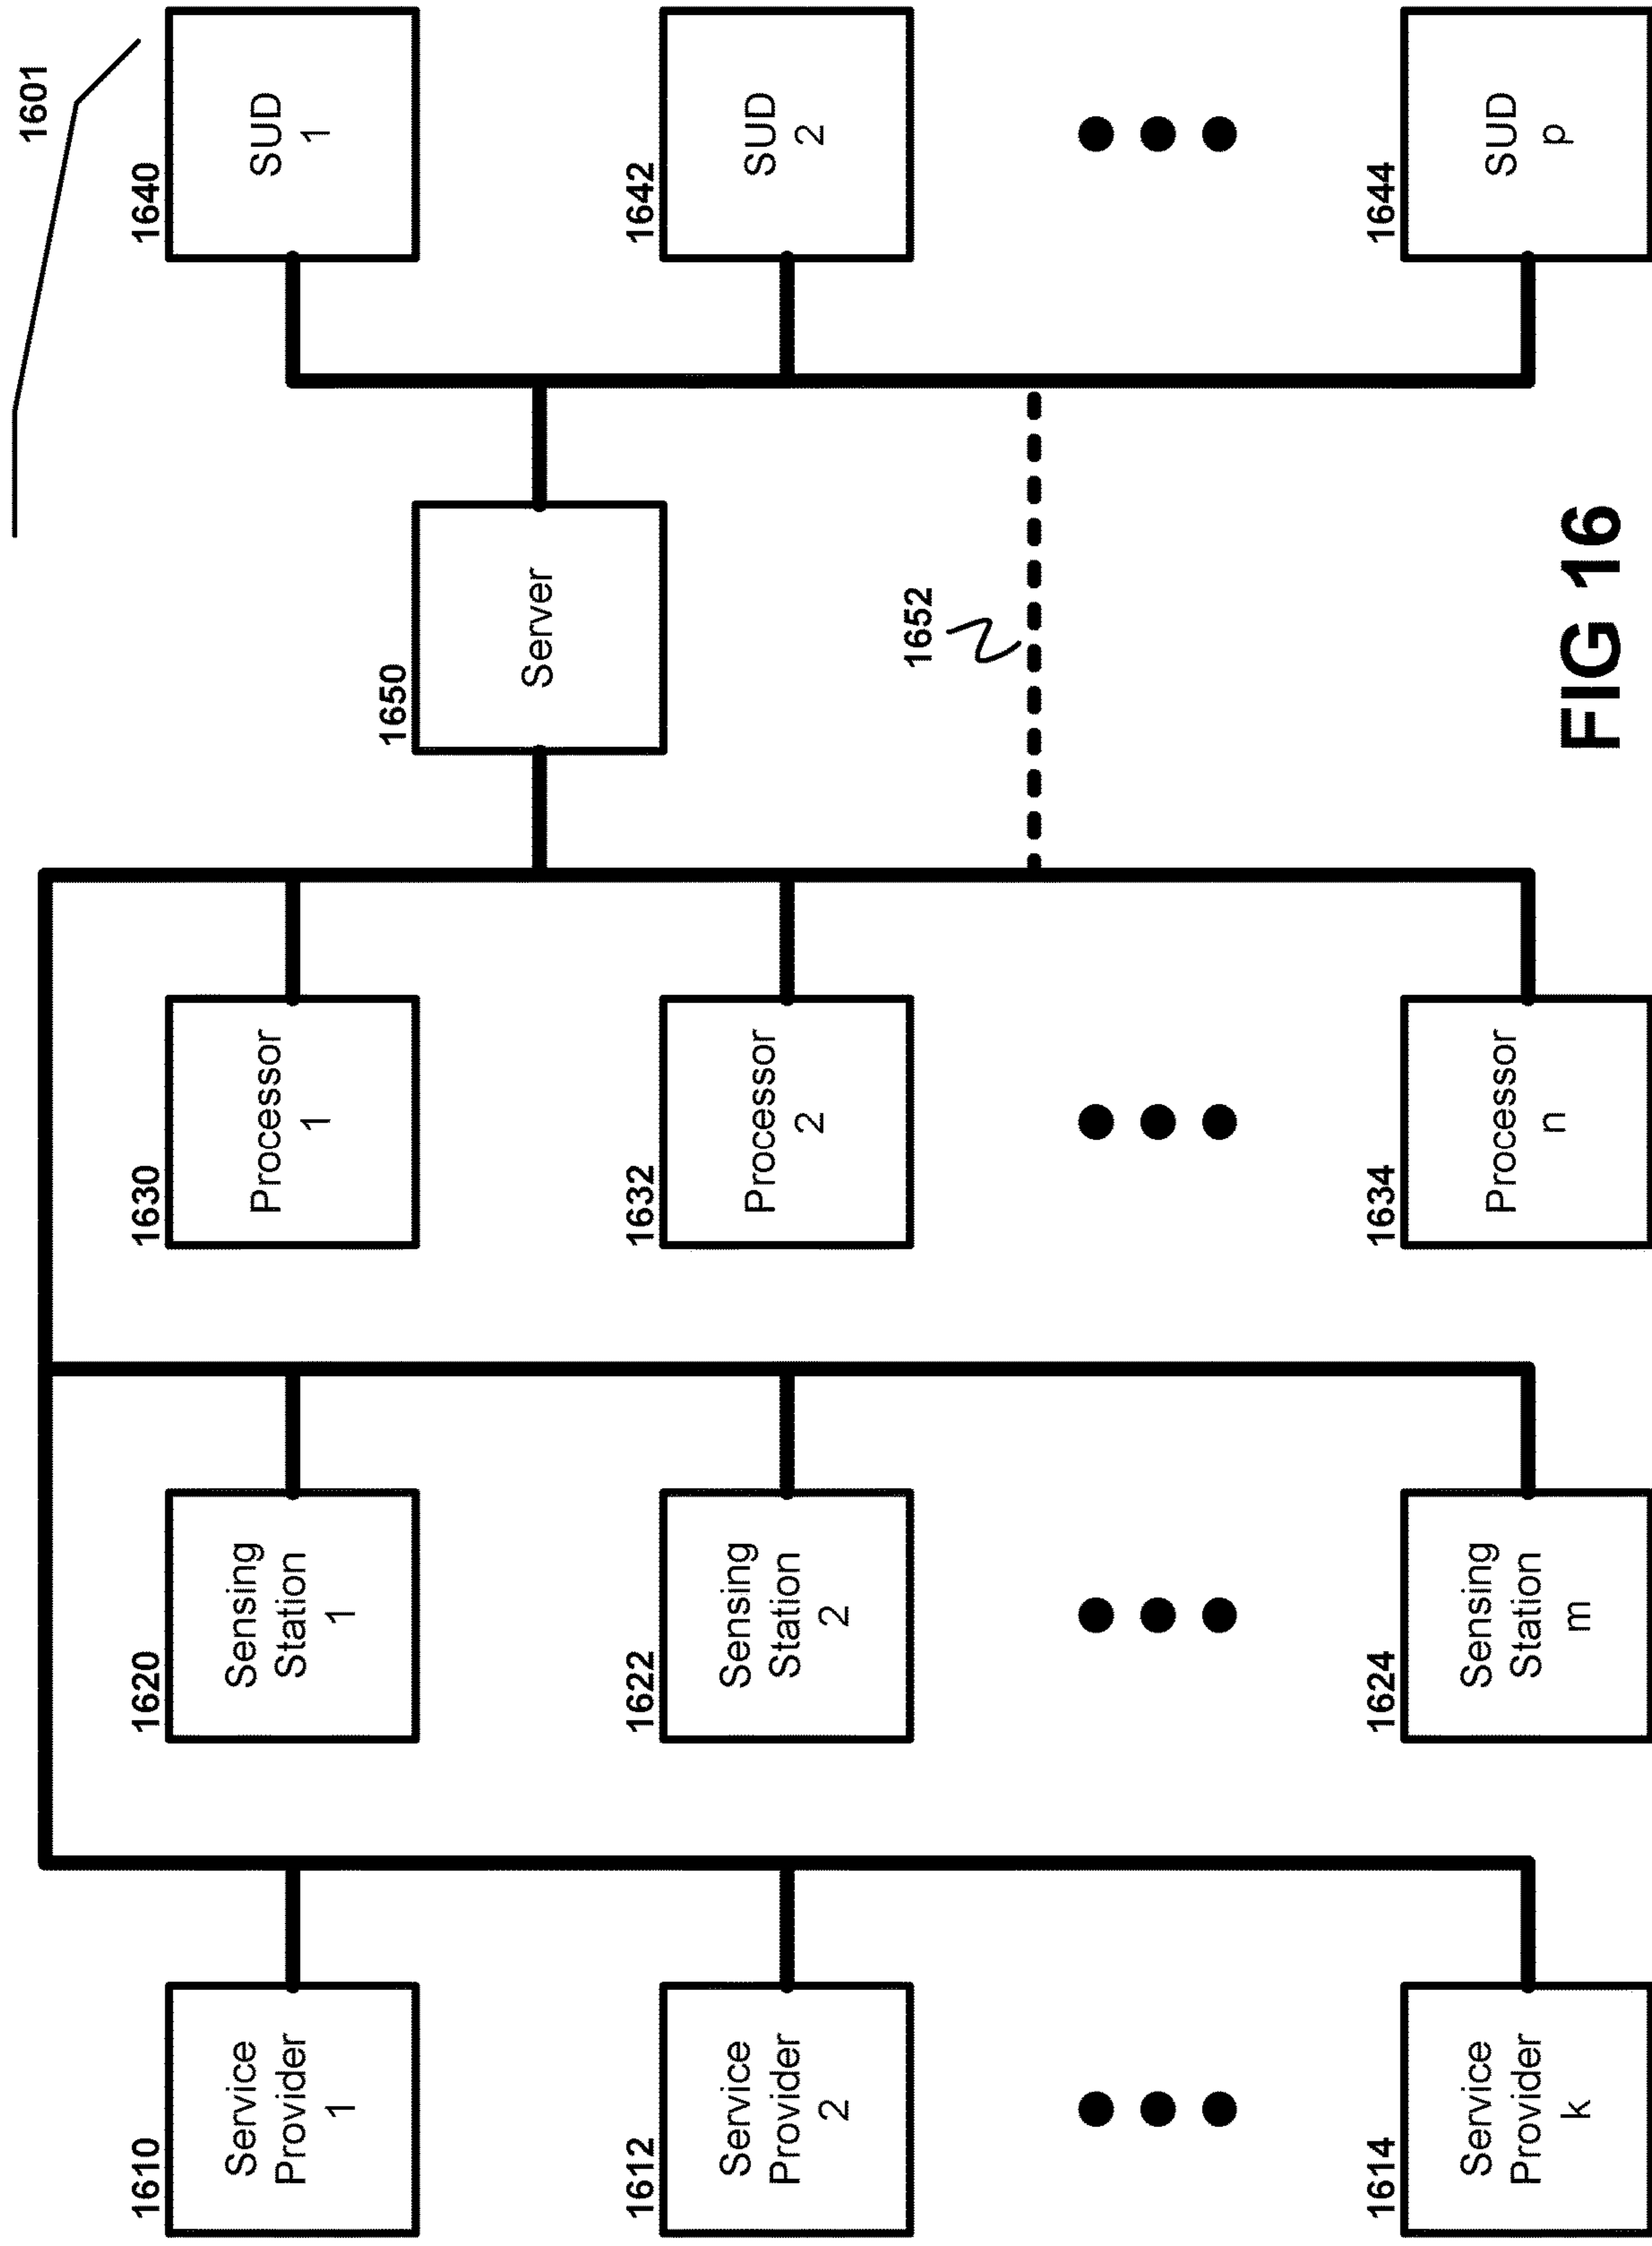 1601
1610
Service
Provider
1
1620
Sensing
Station
1
1630
Processor
1
1640
SUD
1
1650
Server
1612
Service
Provider
2
1622
Sensing
Station
2
1632
Processor
2
1642
SUD
2
1652
1614
Service
Provider
k
1624
Sensing
Station
m
1634
Processor
n
1644
SUD
p
FIG 16